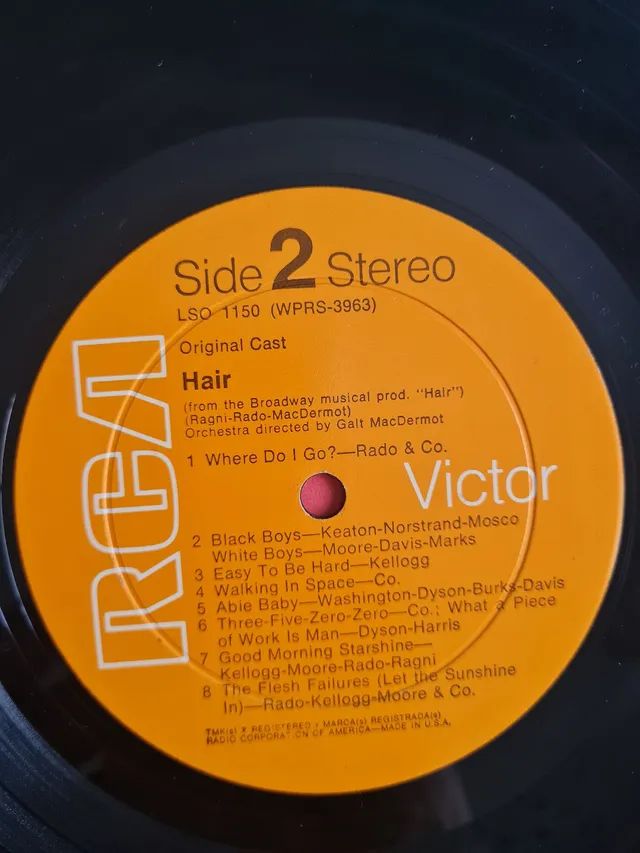 Side 2 Stereo
LSO 1150 (WPRS-3963)
Original Cast
Hair
(from the Broadway musical prod. "Hair")
(Ragni-Rado-MacDermot)
Orchestra directed by Galt MacDermot
1 Where Do I Go?—Rado & Co.
RCA
Victor
2 Black Boys—Keaton-Norstrand-Mosco
White Boys—Moore-Davis-Marks
3 Easy To Be Hard—Kellogg
4 Walking In Space—Co.
5 Abie Baby—Washington-Dyson-Burks-Davis
6 Three-Five-Zero-Zero—Co.; What a Piece
of Work Is Man—Dyson-Harris
7 Good Morning Starshine—
Kellogg-Moore-Rado-Ragni
8 The Flesh Failures (Let the Sunshine
In)—Rado-Kellogg-Moore & Co.
TMK(s) ® REGISTERED • MARCA(s) REGISTRADA(s)
RADIO CORPORATION OF AMERICA—MADE IN U.S.A.